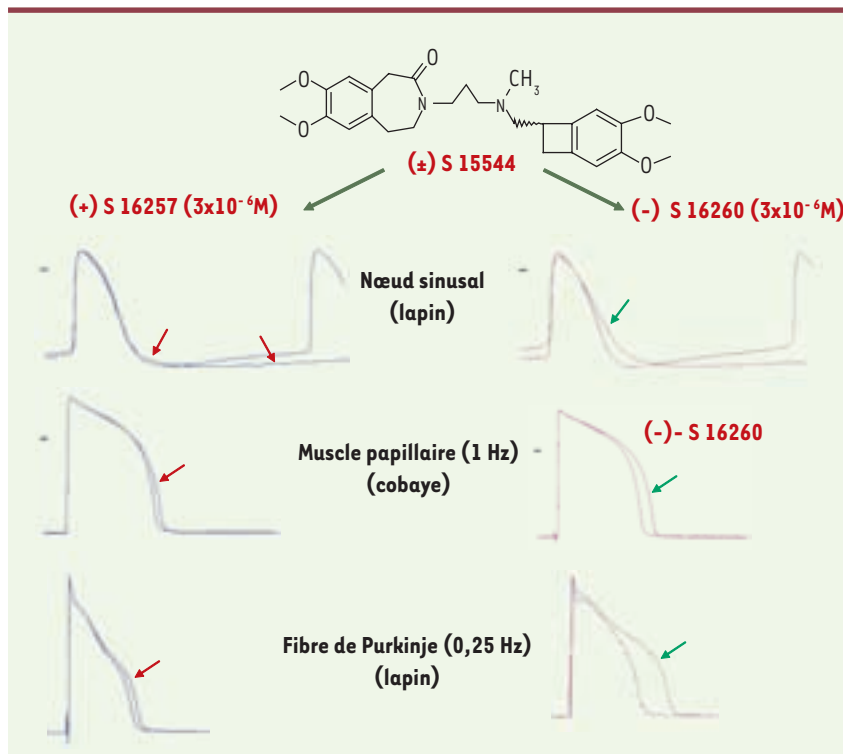 O
O
O
N
N
CH₃
O
O
(±) S 15544
(+) S 16257 (3x10⁻⁶M)
(-) S 16260 (3x10⁻⁶M)
Nœud sinusal
(lapin)
(-)- S 16260
Muscle papillaire (1 Hz)
(cobaye)
Fibre de Purkinje (0,25 Hz)
(lapin)